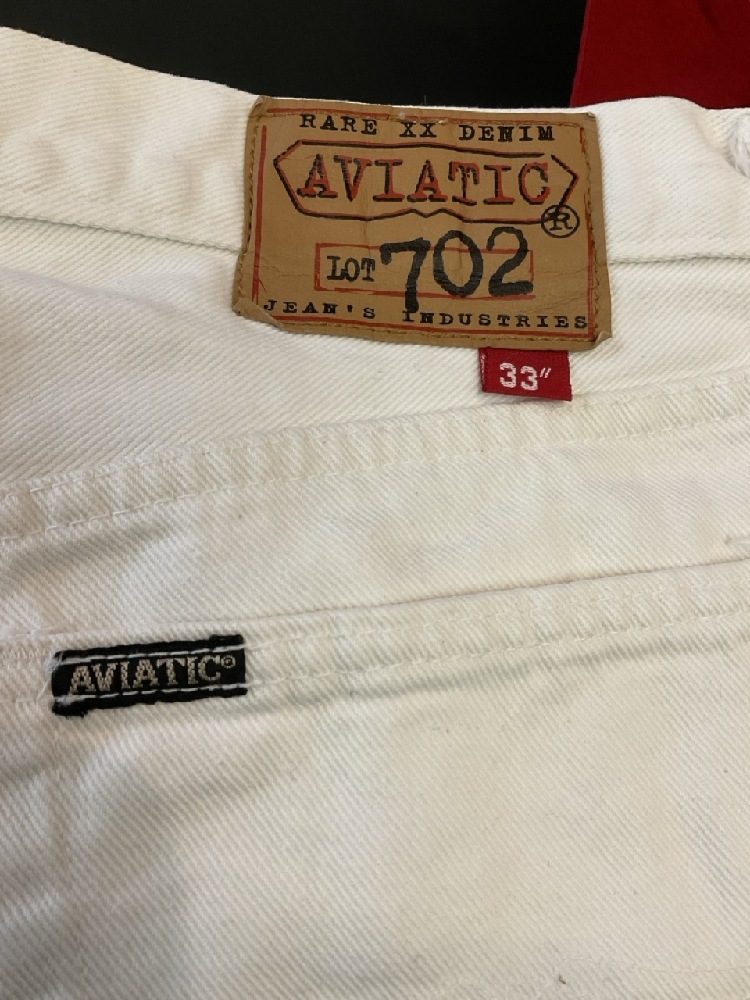 RARE XX DENIM
AVIATIC®
LOT 702
JEAN'S INDUSTRIES
33"
AVIATIC®